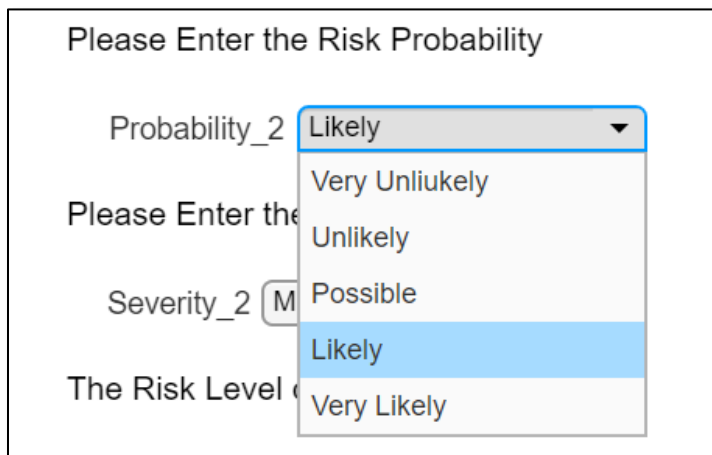 Please Enter the Risk Probability
Probability_2 Likely
Very Unliukely
Please Enter the
Unlikely
Possible
Severity_2 M
Likely
The Risk Level
Very Likely